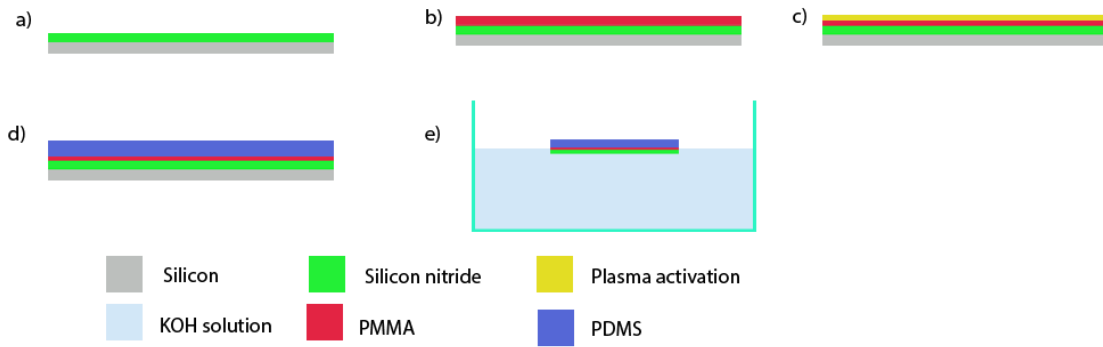 a)
b)
c)
d)
e)
Silicon
Silicon nitride
Plasma activation
KOH solution
PMMA
PDMS